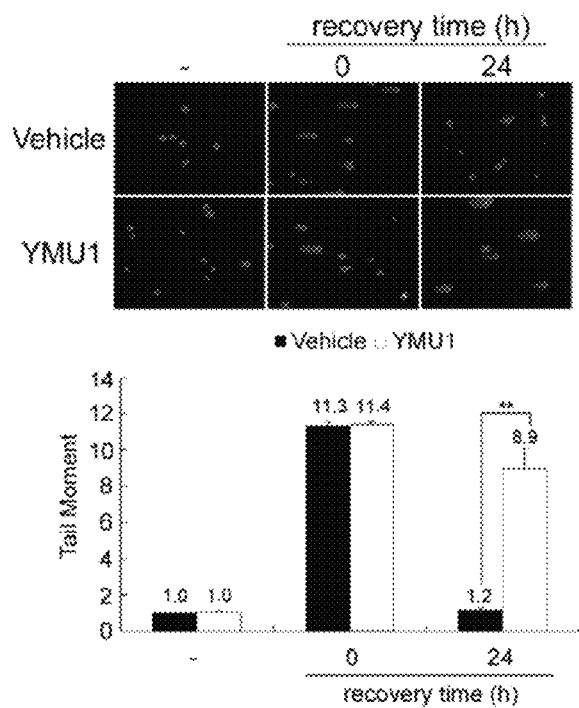 recovery time (h)
- 0 24
Vehicle
YMU1
■ Vehicle □ YMU1
Tail Moment
14
12
10
8
6
4
2
0
1.0 1.0
11.3 11.4
**
1.2 8.9
- 0 24
recovery time (h)